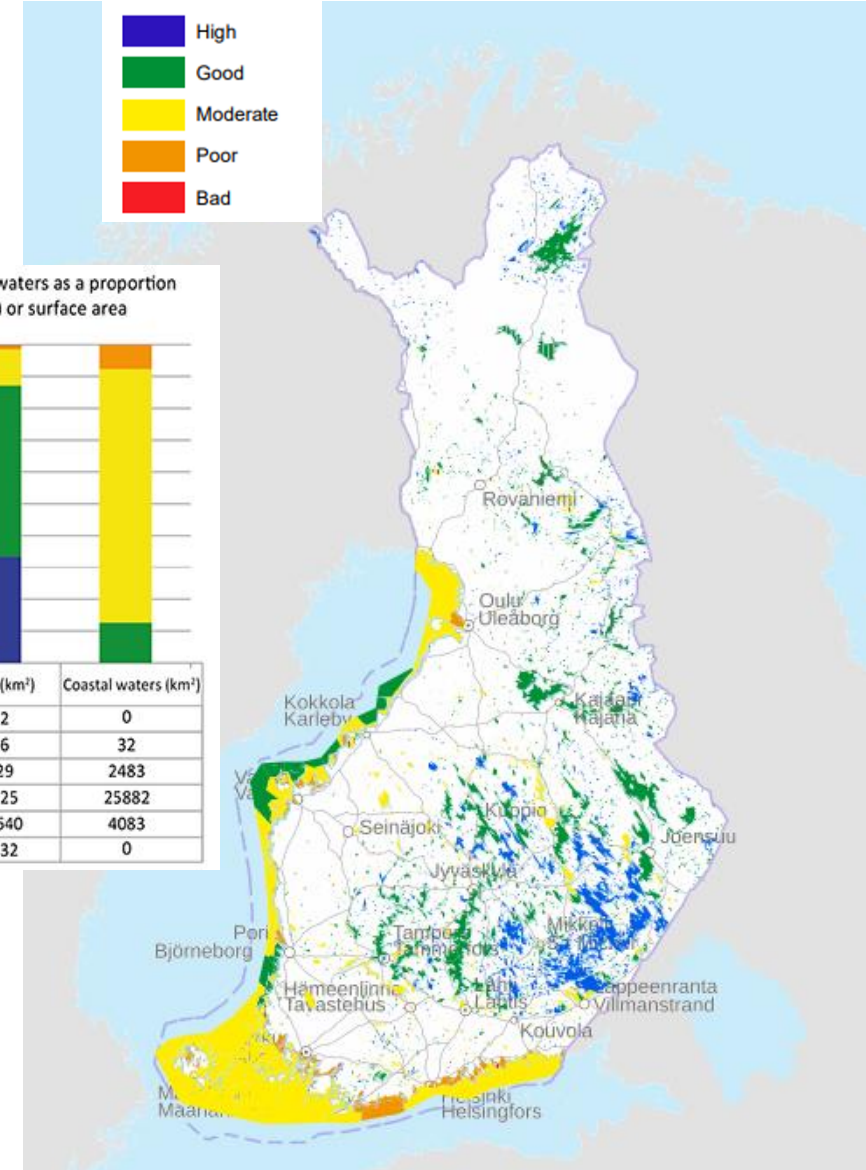 High
Good
Moderate
Poor
Bad
waters as a proportion
) or surface area
(km²)
Coastal waters (km²)
2
0
6
32
29
2483
25
25882
540
4083
32
0
Rovaniemi
Oulu
Uleåborg
Kokkola
Karleby
Kajaani
Kajana
Kuopio
Seinäjoki
Joensuu
Jyväskylä
Pori
Björneborg
Tampere
Tammerfors
Mikkeli
Hämeenlinna
Tavastehus
Lahti
Lahtis
Lappeenranta
Villmanstrand
Kouvola
Helsinki
Helsingfors